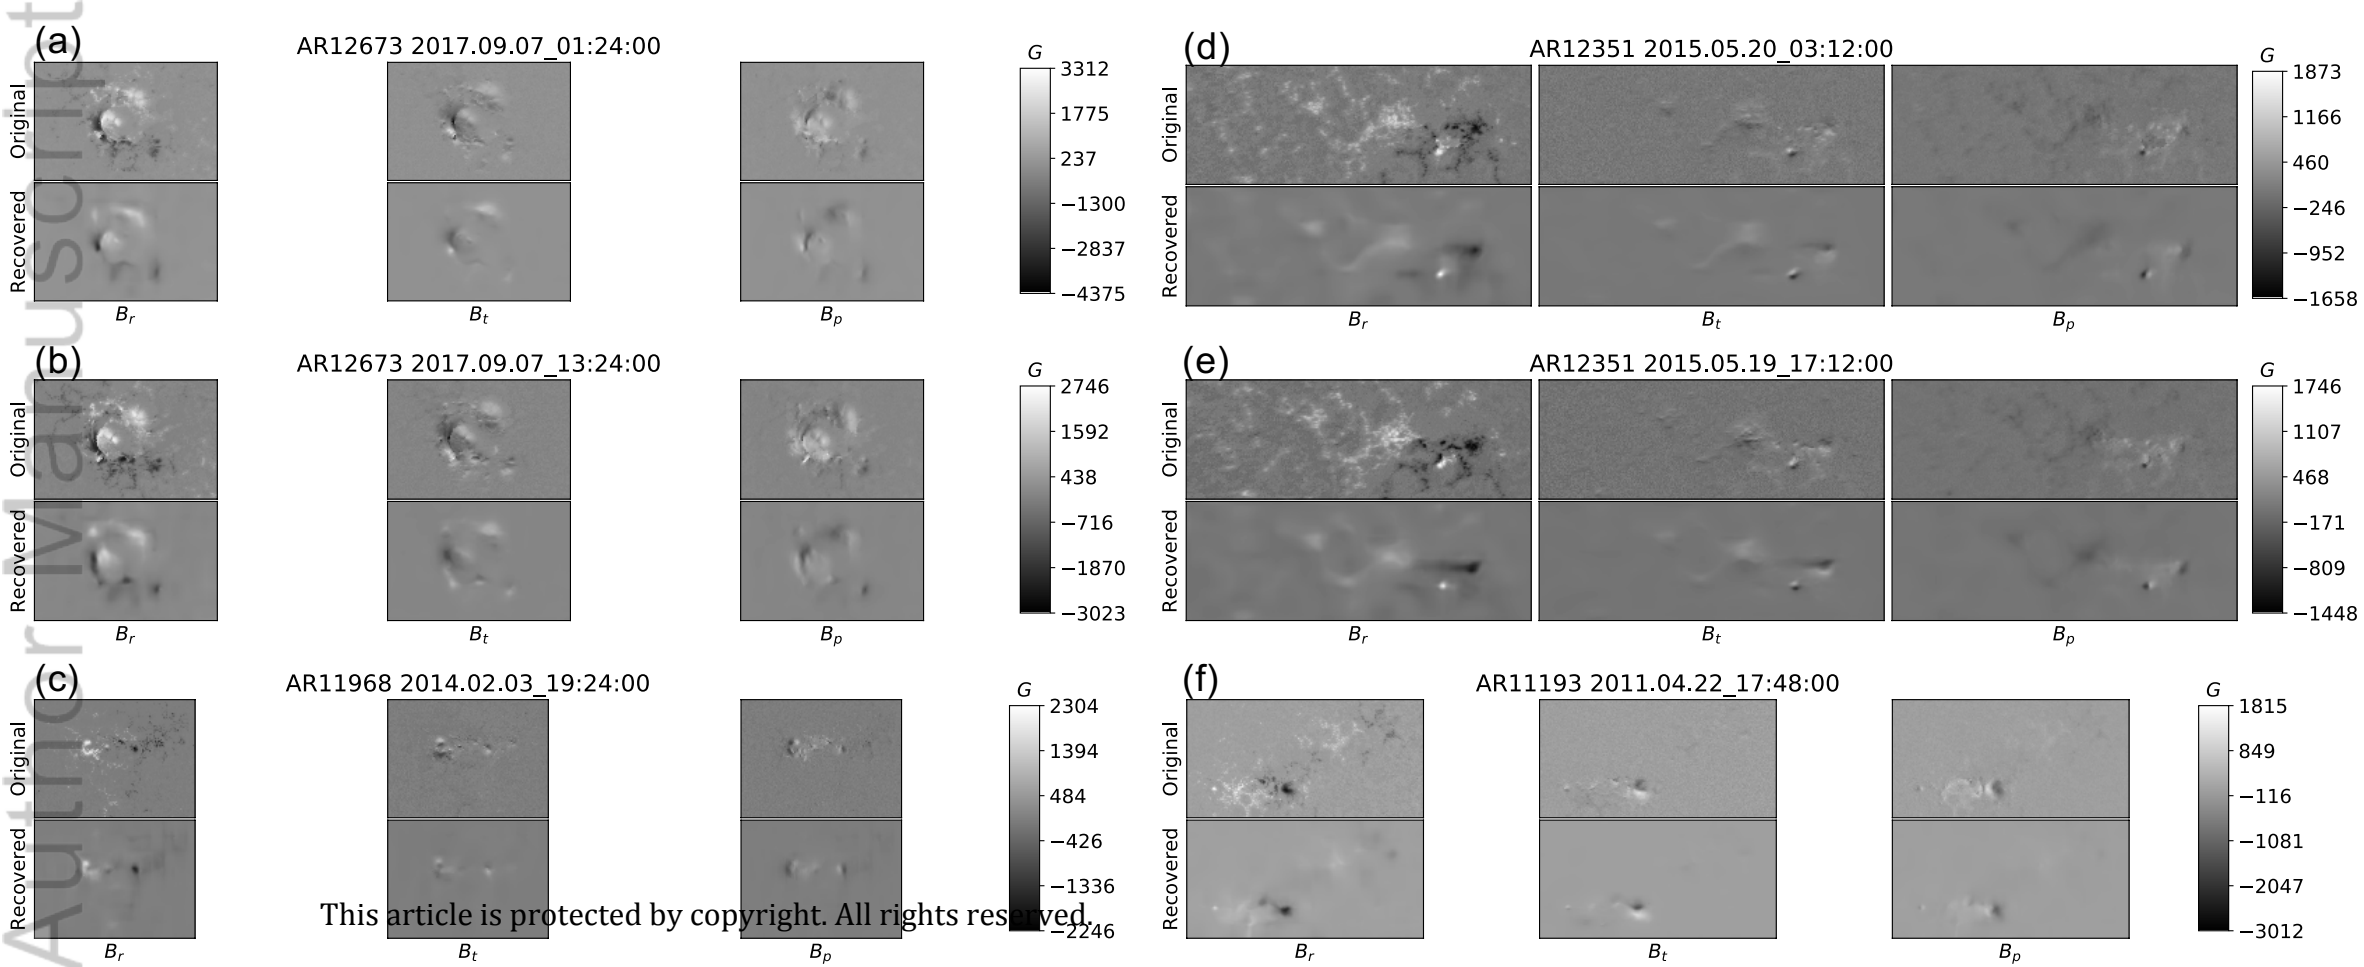 Author Manuscript
(a)
AR12673 2017.09.07_01:24:00
G
Original
Recovered
3312
1775
237
−1300
−2837
−4375
B_r
B_t
B_p
(b)
AR12673 2017.09.07_13:24:00
G
Original
Recovered
2746
1592
438
−716
−1870
−3023
B_r
B_t
B_p
(c)
AR11968 2014.02.03_19:24:00
G
Original
Recovered
2304
1394
484
−426
−1336
−2246
B_r
B_t
B_p
(d)
AR12351 2015.05.20_03:12:00
G
Original
Recovered
1873
1166
460
−246
−952
−1658
B_r
B_t
B_p
(e)
AR12351 2015.05.19_17:12:00
G
Original
Recovered
1746
1107
468
−171
−809
−1448
B_r
B_t
B_p
(f)
AR11193 2011.04.22_17:48:00
G
Original
Recovered
1815
849
−116
−1081
−2047
−3012
B_r
B_t
B_p
This article is protected by copyright. All rights reserved.